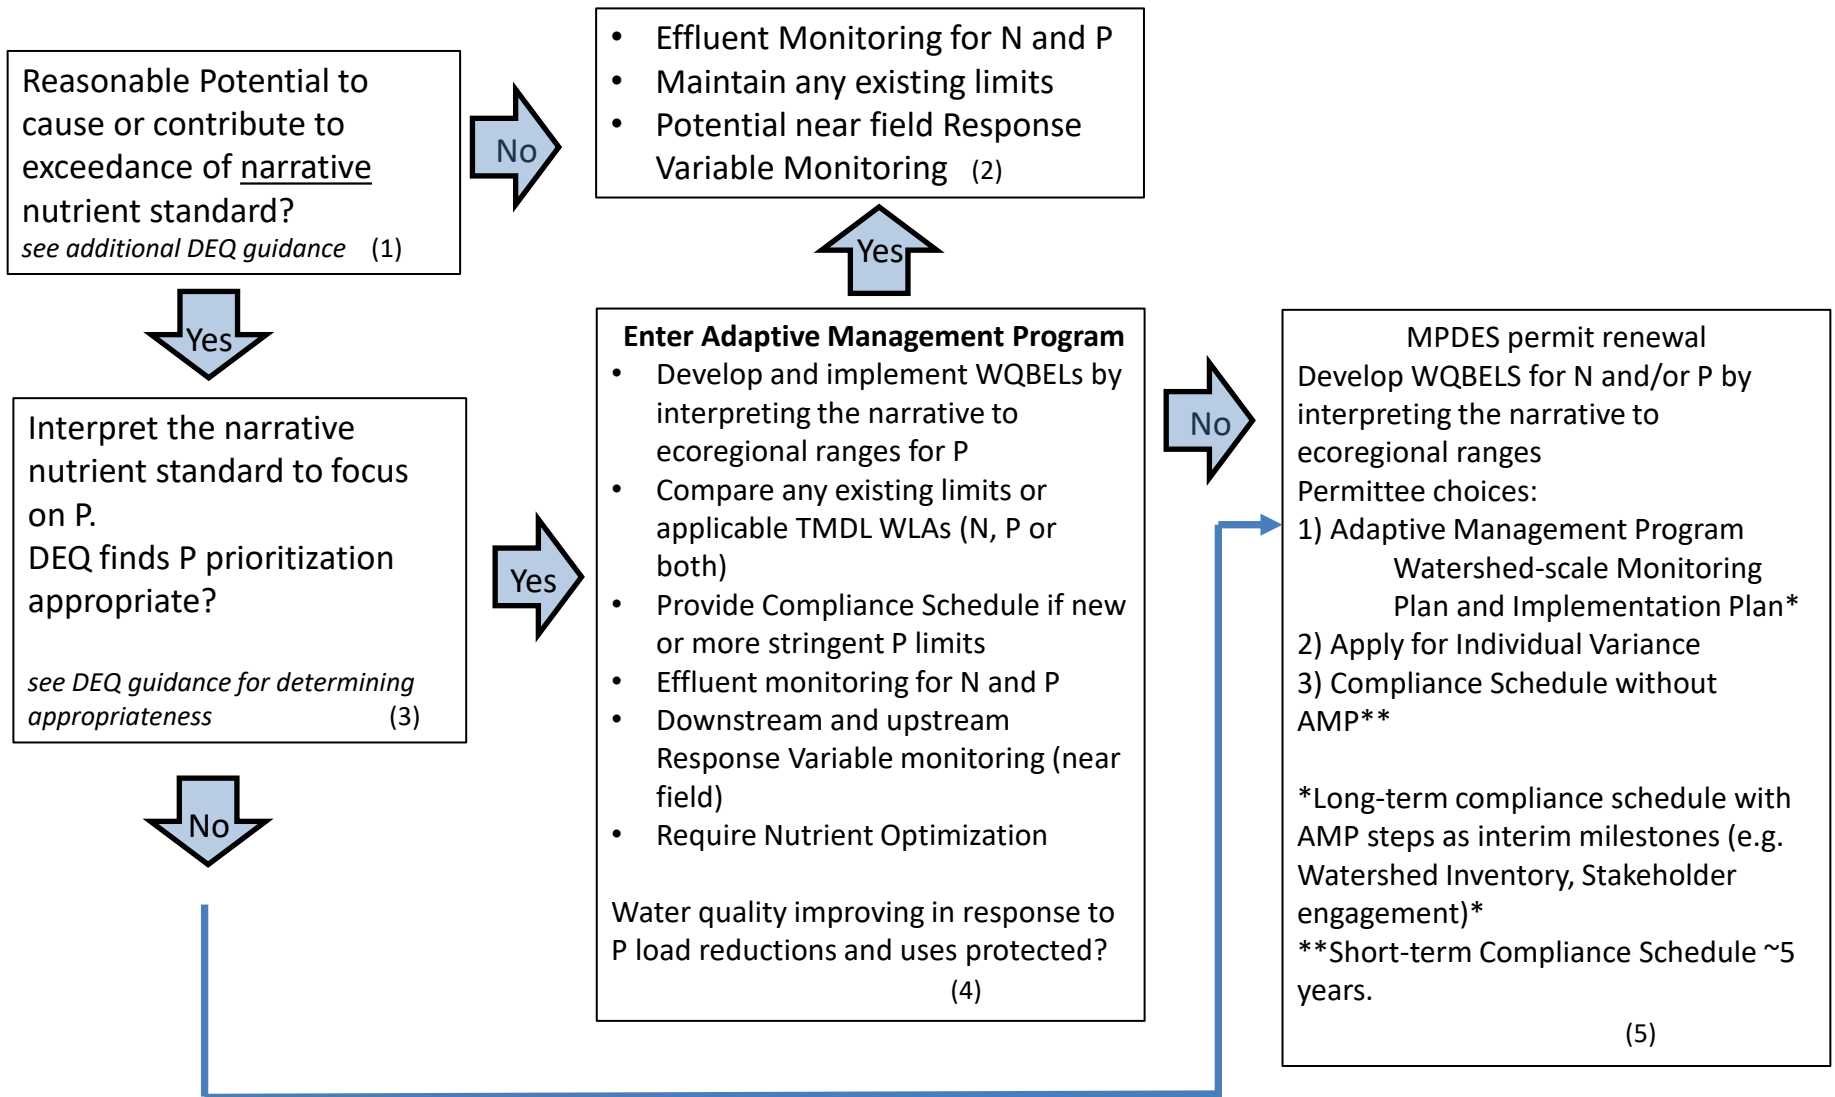 Reasonable Potential to
cause or contribute to
exceedance of narrative
nutrient standard?
see additional DEQ guidance (1)
No
• Effluent Monitoring for N and P
• Maintain any existing limits
• Potential near field Response
Variable Monitoring (2)
Yes
Yes
Interpret the narrative
nutrient standard to focus
on P.
DEQ finds P prioritization
appropriate?
see DEQ guidance for determining
appropriateness (3)
Yes
No
Enter Adaptive Management Program
• Develop and implement WQBELs by
interpreting the narrative to
ecoregional ranges for P
• Compare any existing limits or
applicable TMDL WLAs (N, P or
both)
• Provide Compliance Schedule if new
or more stringent P limits
• Effluent monitoring for N and P
• Downstream and upstream
Response Variable monitoring (near
field)
• Require Nutrient Optimization
Water quality improving in response to
P load reductions and uses protected?
(4)
No
MPDES permit renewal
Develop WQBELS for N and/or P by
interpreting the narrative to
ecoregional ranges
Permittee choices:
1) Adaptive Management Program
Watershed-scale Monitoring
Plan and Implementation Plan*
2) Apply for Individual Variance
3) Compliance Schedule without
AMP**
*Long-term compliance schedule with
AMP steps as interim milestones (e.g.
Watershed Inventory, Stakeholder
engagement)*
**Short-term Compliance Schedule ~5
years.
(5)